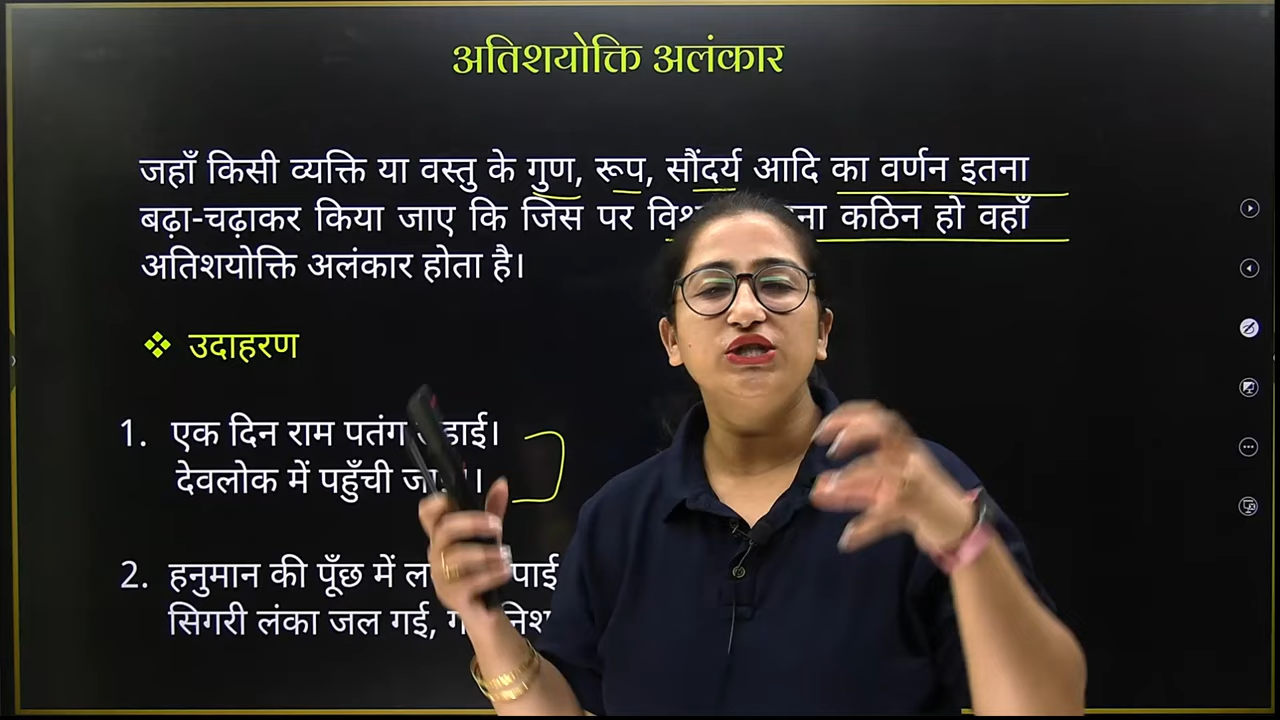 अतिशयोक्ति अलंकार
जहाँ किसी व्यक्ति या वस्तु के गुण, रूप, सौंदर्य आदि का वर्णन इतना
बढ़ा-चढ़ाकर किया जाए कि जिस पर कठिन हो वहाँ
अतिशयोक्ति अलंकार होता है।
❖ उदाहरण
1. एक दिन राम पतंग
देवलोक में पहुँची
2. हनुमान की पूँछ में
सिगरी लंका जल गई,